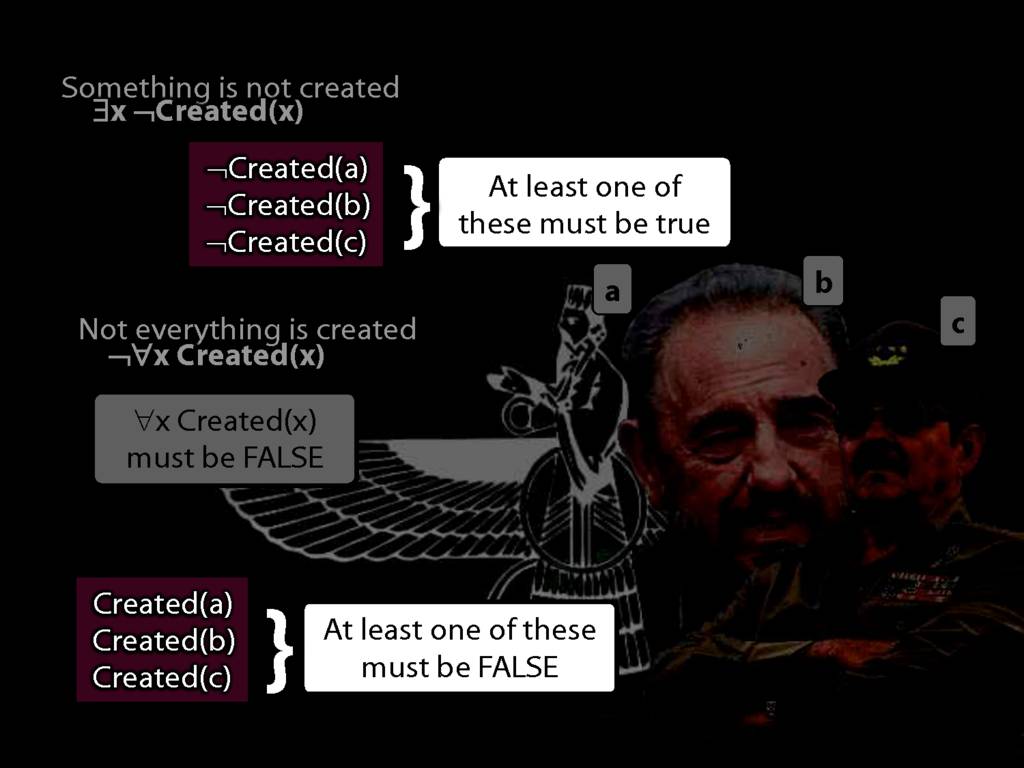 Something is not created
∃x ¬Created(x)
¬Created(a)
¬Created(b)
¬Created(c)
}
At least one of
these must be true
a
b
c
Not everything is created
¬∀x Created(x)
∀x Created(x)
must be FALSE
Created(a)
Created(b)
Created(c)
}
At least one of these
must be FALSE